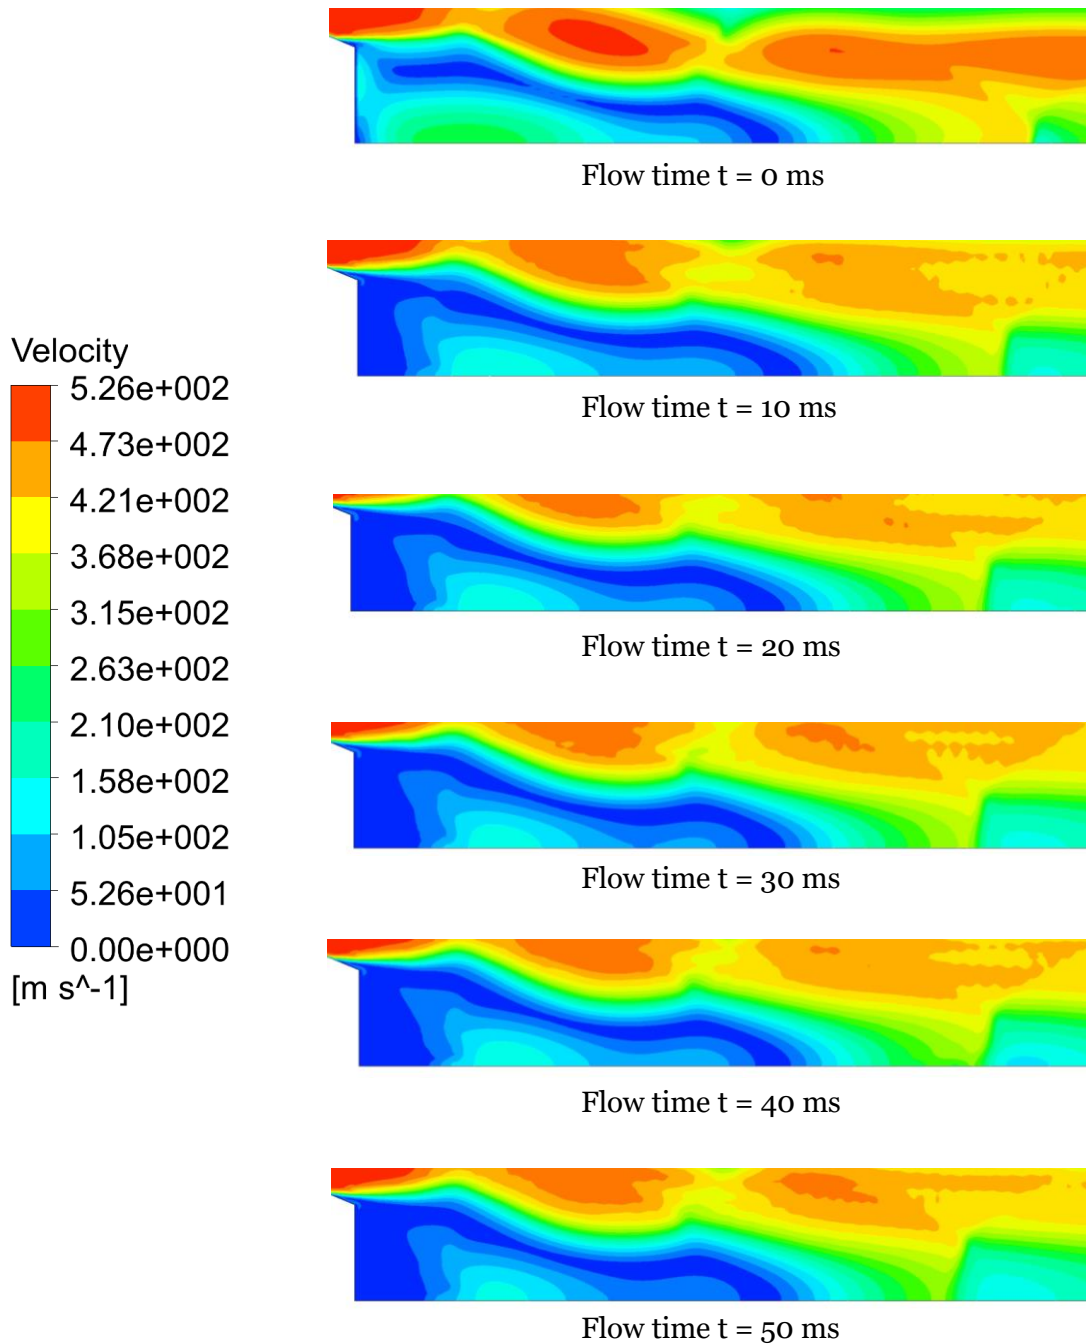 Flow time t = 0 ms
Flow time t = 10 ms
Velocity
5.26e+002
4.73e+002
4.21e+002
3.68e+002
3.15e+002
2.63e+002
2.10e+002
1.58e+002
1.05e+002
5.26e+001
0.00e+000
[m s^-1]
Flow time t = 20 ms
Flow time t = 30 ms
Flow time t = 40 ms
Flow time t = 50 ms